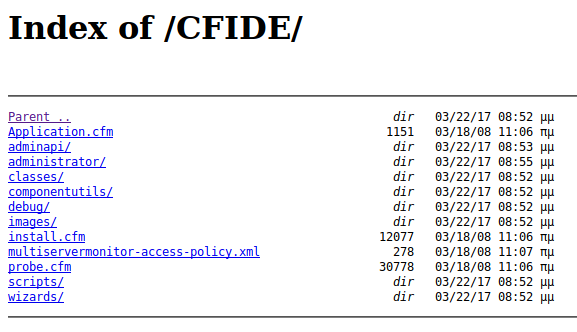 Index of /CFIDE/
Parent .. dir 03/22/17 08:52 μμ
Application.cfm 1151 03/18/08 11:06 πμ
adminapi/ dir 03/22/17 08:53 μμ
administrator/ dir 03/22/17 08:55 μμ
classes/ dir 03/22/17 08:52 μμ
componentutils/ dir 03/22/17 08:52 μμ
debug/ dir 03/22/17 08:52 μμ
images/ dir 03/22/17 08:52 μμ
install.cfm 12077 03/18/08 11:06 πμ
multiservermonitor-access-policy.xml 278 03/18/08 11:07 πμ
probe.cfm 30778 03/18/08 11:06 πμ
scripts/ dir 03/22/17 08:52 μμ
wizards/ dir 03/22/17 08:52 μμ